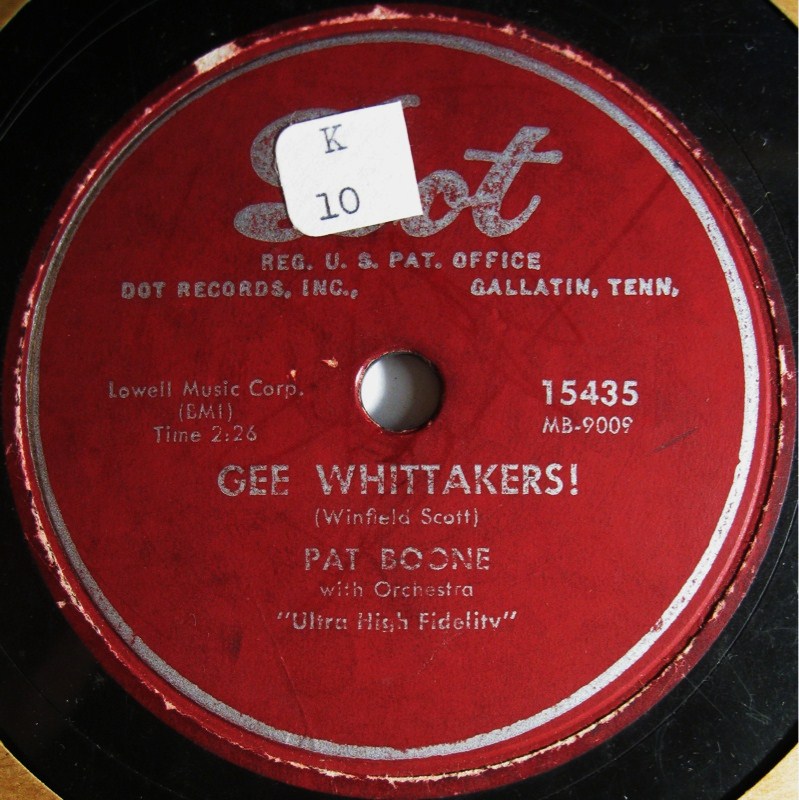 K
10
Dot
REG. U. S. PAT. OFFICE
DOT RECORDS, INC., GALLATIN, TENN.
Lowell Music Corp.
(BMI)
Time 2:26
15435
MB-9009
GEE WHITTAKERS!
(Winfield Scott)
PAT BOONE
with Orchestra
"Ultra High Fidelity"